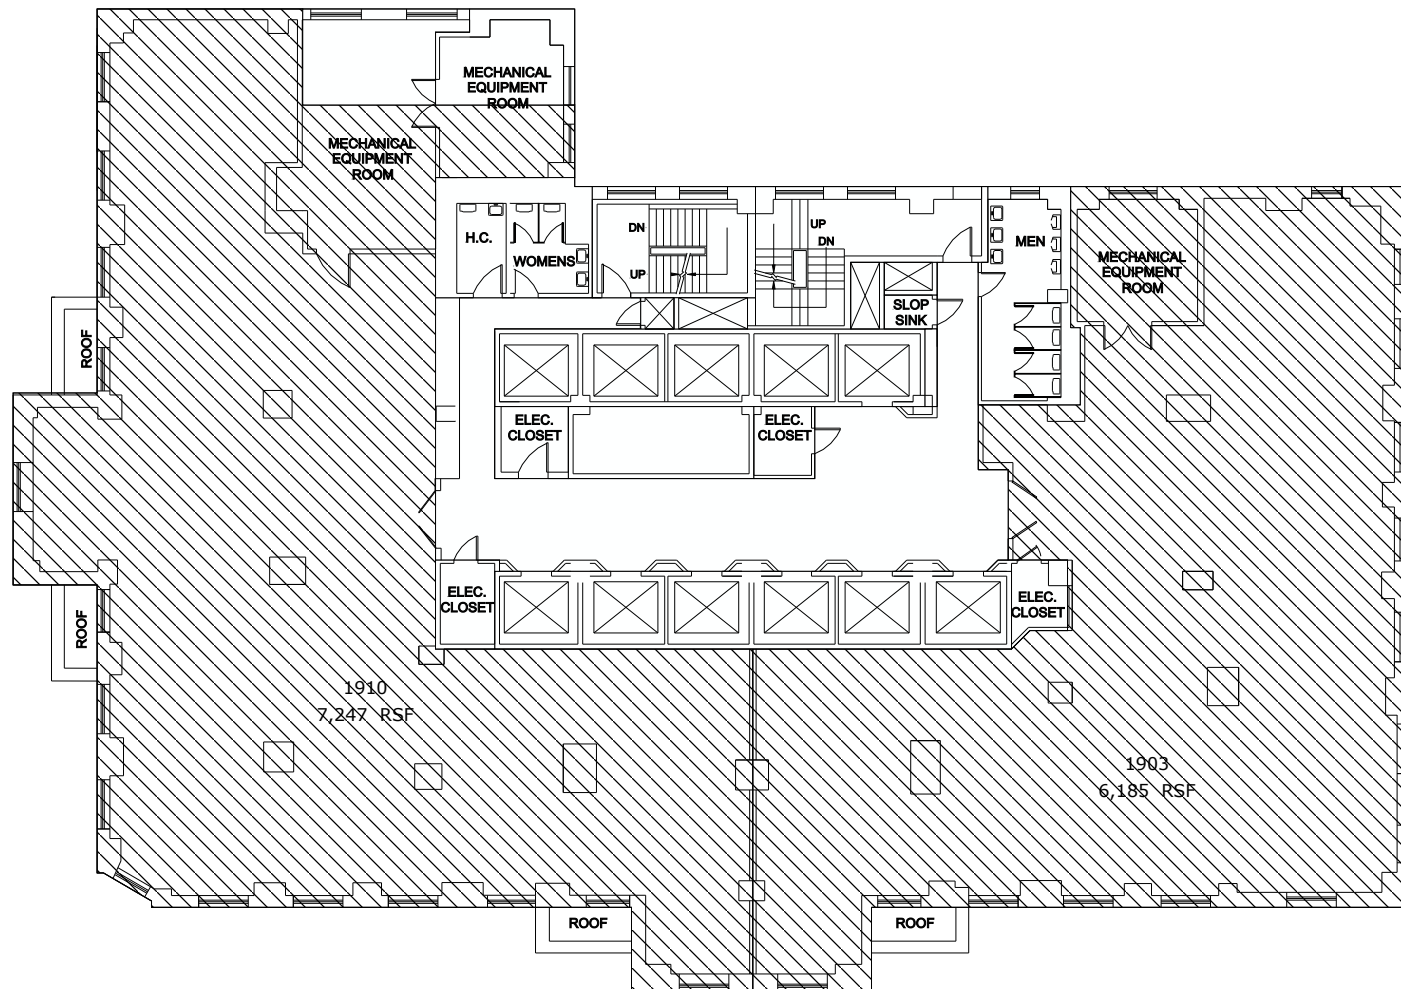 MECHANICAL
EQUIPMENT
ROOM
MECHANICAL
EQUIPMENT
ROOM
H.C.
WOMENS
DN
UP
UP
DN
MEN
MECHANICAL
EQUIPMENT
ROOM
SLOP
SINK
ROOF
ELEC.
CLOSET
ELEC.
CLOSET
ELEC.
CLOSET
ELEC.
CLOSET
ROOF
1910
7,247 RSF
1903
6,185 RSF
ROOF
ROOF